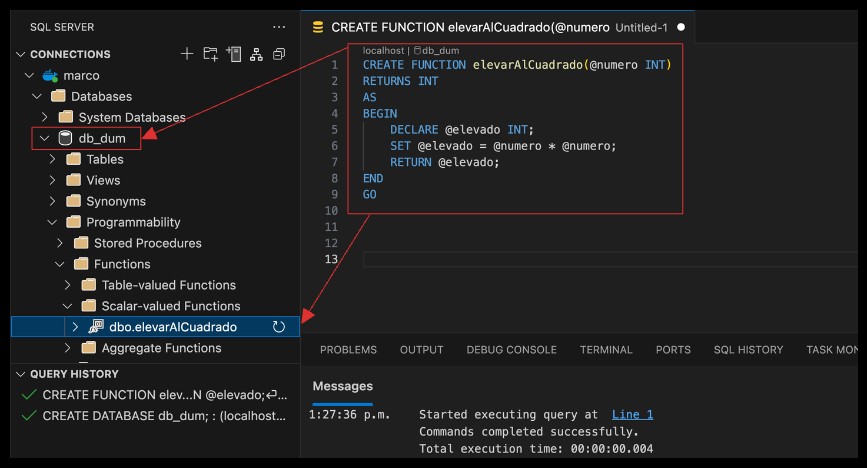 SQL SERVER
CONNECTIONS
marco
Databases
System Databases
db_dum
Tables
Views
Synonyms
Programmability
Stored Procedures
Functions
Table-valued Functions
Scalar-valued Functions
dbo.elevarAlCuadrado
Aggregate Functions
QUERY HISTORY
CREATE FUNCTION elev...N @elevado;↵...
CREATE DATABASE db_dum; : (localhost...
CREATE FUNCTION elevarAlCuadrado(@numero Untitled-1
localhost | db_dum
1 CREATE FUNCTION elevarAlCuadrado(@numero INT)
2 RETURNS INT
3 AS
4 BEGIN
5 DECLARE @elevado INT;
6 SET @elevado = @numero * @numero;
7 RETURN @elevado;
8 END
9 GO
10
11
12
13
PROBLEMS OUTPUT DEBUG CONSOLE TERMINAL PORTS SQL HISTORY TASK MON
Messages
1:27:36 p.m. Started executing query at Line 1
Commands completed successfully.
Total execution time: 00:00:00.004